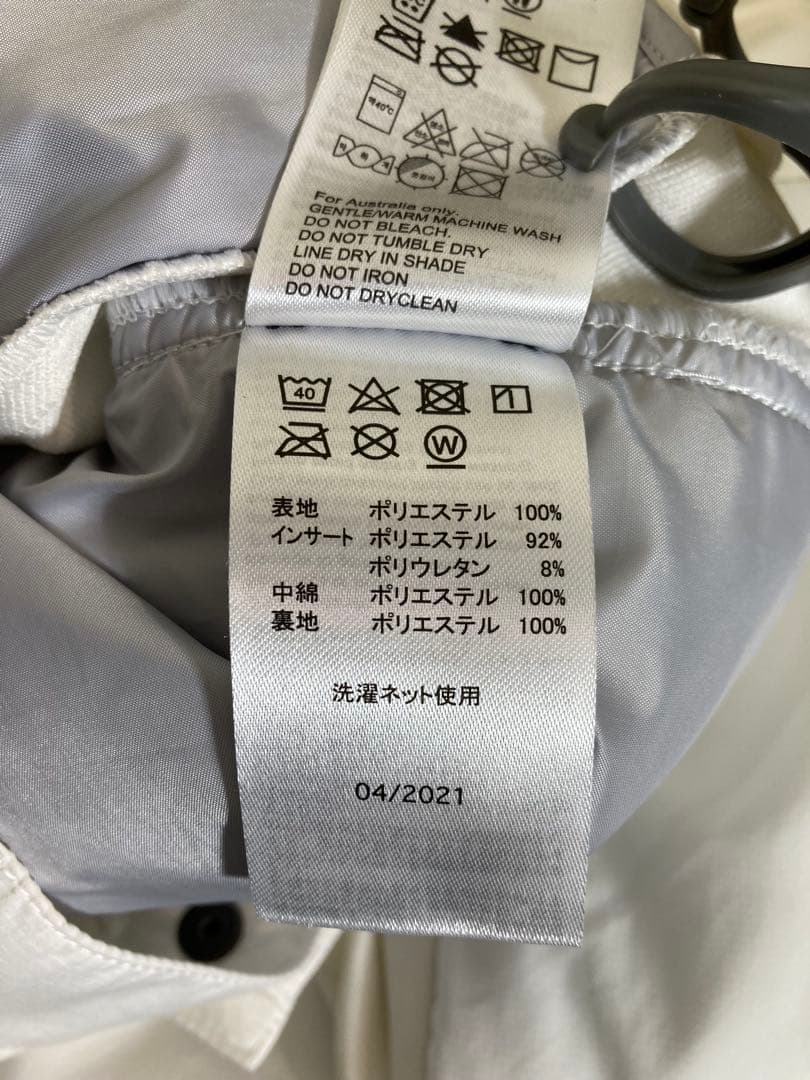 약40℃
For Australia only.
GENTLE/WARM MACHINE WASH
DO NOT BLEACH.
DO NOT TUMBLE DRY
LINE DRY IN SHADE
DO NOT IRON
DO NOT DRYCLEAN
40
W
表地 ポリエステル 100%
インサート ポリエステル 92%
ポリウレタン 8%
中綿 ポリエステル 100%
裏地 ポリエステル 100%
洗濯ネット使用
04/2021